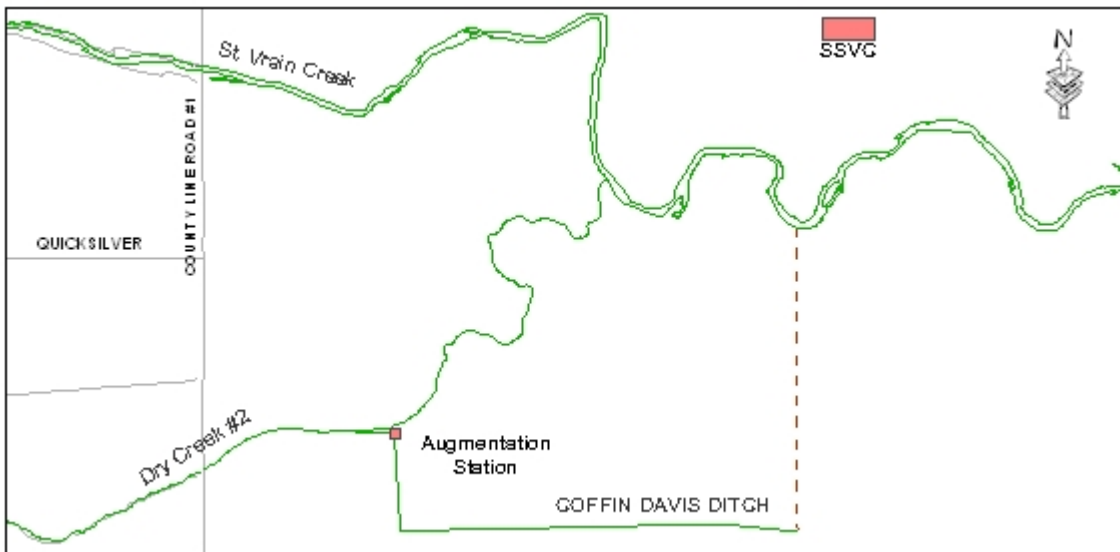 St. Vrain Creek
SSVC
N
COUNTY LINE ROAD #1
QUICKSILVER
Dry Creek #2
Augmentation
Station
COFFIN DAVIS DITCH